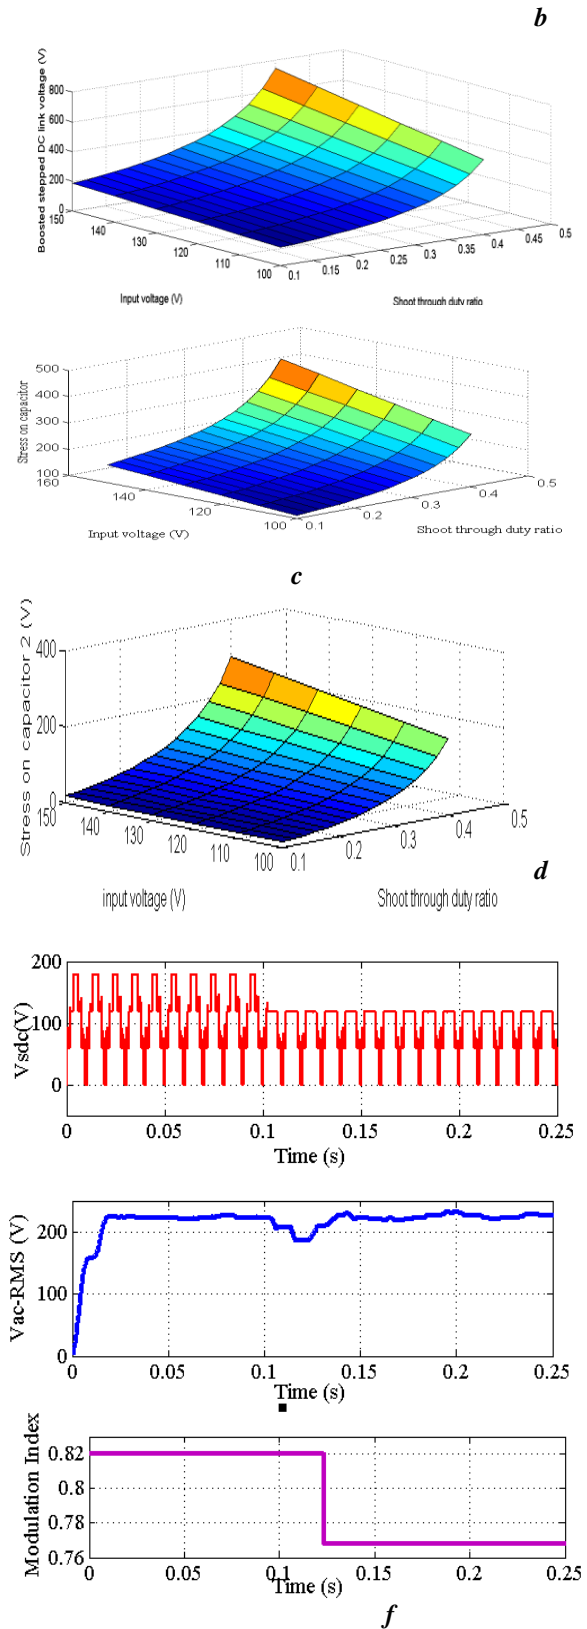 b
Boosted stepped DC link voltage (V)
800
600
400
200
0
150
140
130
120
110
100
0.1
0.15
0.2
0.25
0.3
0.35
0.4
0.45
0.5
Input voltage (V)
Shoot through duty ratio
Stress on capacitor
500
400
300
200
100
160
140
120
100
0.1
0.2
0.3
0.4
0.5
Input voltage (V)
Shoot through duty ratio
c
Stress on capacitor 2 (V)
400
200
0
150
140
130
120
110
100
0.1
0.2
0.3
0.4
0.5
input voltage (V)
Shoot through duty ratio
d
Vsdc(V)
200
100
0
0 0.05 0.1 0.15 0.2 0.25
Time (s)
Vac-RMS (V)
200
100
0
0 0.05 0.1 0.15 0.2 0.25
Time (s)
Modulation Index
0.82
0.8
0.78
0.76
0 0.05 0.1 0.15 0.2 0.25
Time (s)
f